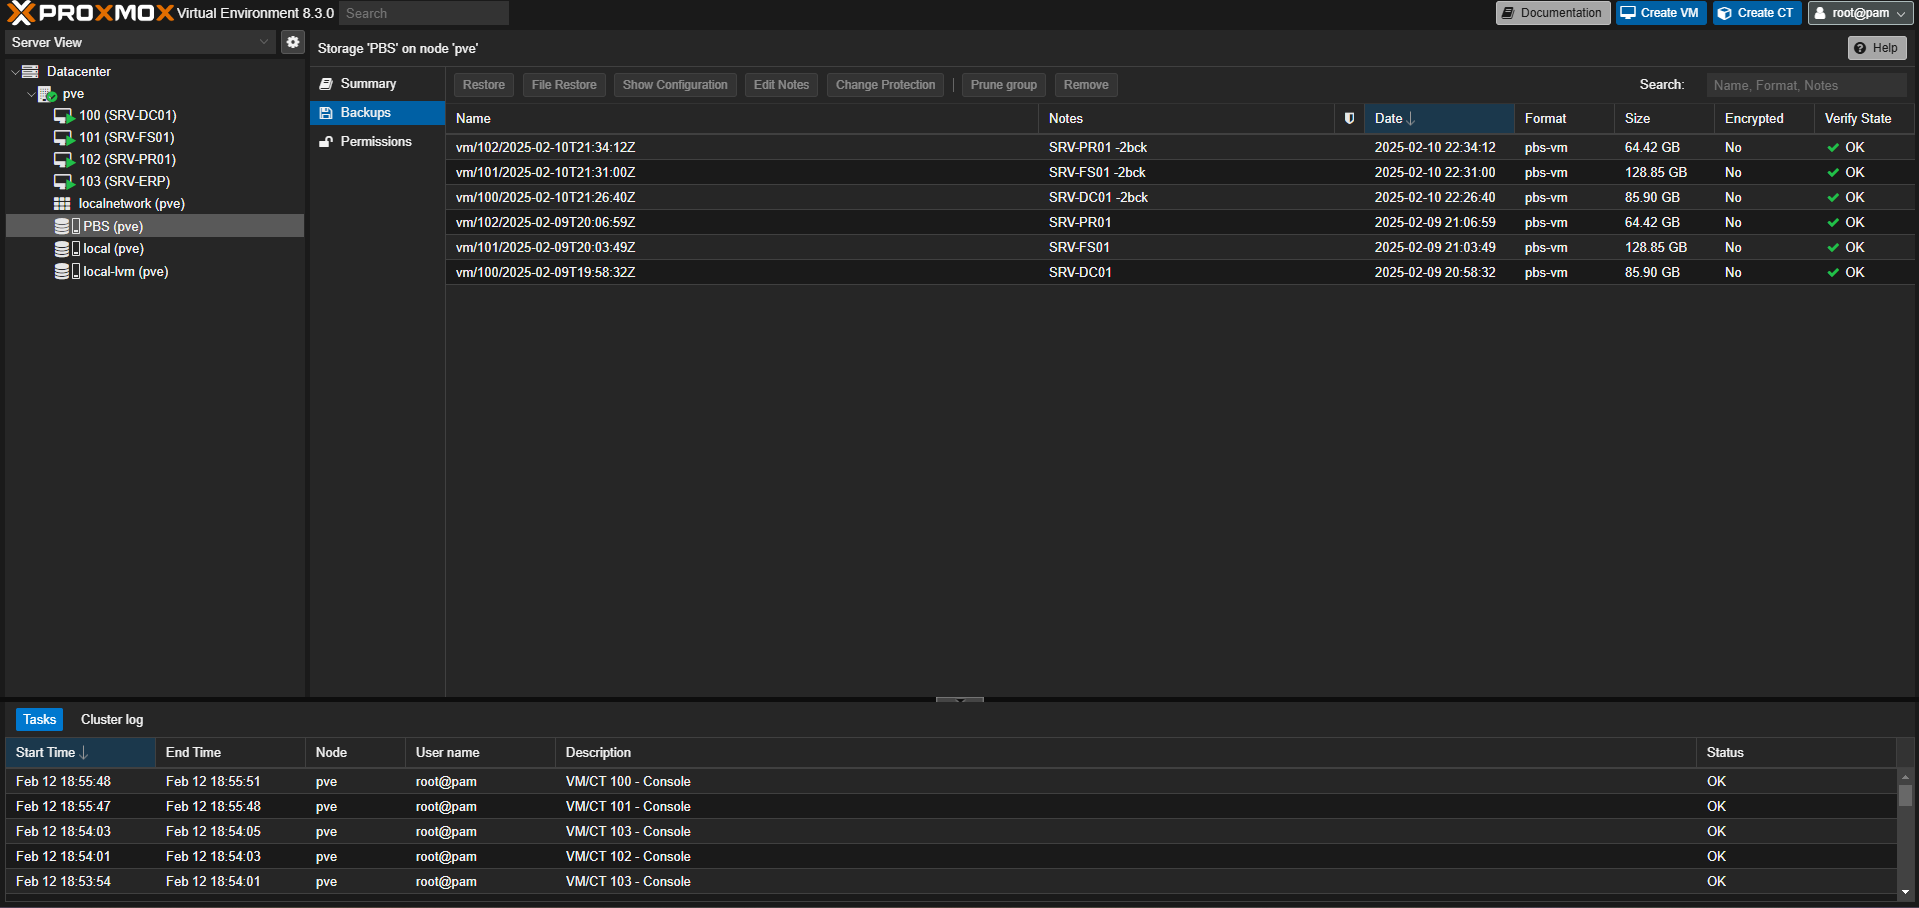 PROXMOX Virtual Environment 8.3.0 Search Documentation Create VM Create CT root@pam
Server View
Storage 'PBS' on node 'pve' Help
Datacenter
pve
100 (SRV-DC01)
101 (SRV-FS01)
102 (SRV-PR01)
103 (SRV-ERP)
localnetwork (pve)
PBS (pve)
local (pve)
local-lvm (pve)
Summary
Backups
Permissions
Restore File Restore Show Configuration Edit Notes Change Protection Prune group Remove Search: Name, Format, Notes
Name Notes Date Format Size Encrypted Verify State
vm/102/2025-02-10T21:34:12Z SRV-PR01 -2bck 2025-02-10 22:34:12 pbs-vm 64.42 GB No OK
vm/101/2025-02-10T21:31:00Z SRV-FS01 -2bck 2025-02-10 22:31:00 pbs-vm 128.85 GB No OK
vm/100/2025-02-10T21:26:40Z SRV-DC01 -2bck 2025-02-10 22:26:40 pbs-vm 85.90 GB No OK
vm/102/2025-02-09T20:06:59Z SRV-PR01 2025-02-09 21:06:59 pbs-vm 64.42 GB No OK
vm/101/2025-02-09T20:03:49Z SRV-FS01 2025-02-09 21:03:49 pbs-vm 128.85 GB No OK
vm/100/2025-02-09T19:58:32Z SRV-DC01 2025-02-09 20:58:32 pbs-vm 85.90 GB No OK
Tasks Cluster log
Start Time End Time Node User name Description Status
Feb 12 18:55:48 Feb 12 18:55:51 pve root@pam VM/CT 100 - Console OK
Feb 12 18:55:47 Feb 12 18:55:48 pve root@pam VM/CT 101 - Console OK
Feb 12 18:54:03 Feb 12 18:54:05 pve root@pam VM/CT 103 - Console OK
Feb 12 18:54:01 Feb 12 18:54:03 pve root@pam VM/CT 102 - Console OK
Feb 12 18:53:54 Feb 12 18:54:01 pve root@pam VM/CT 103 - Console OK